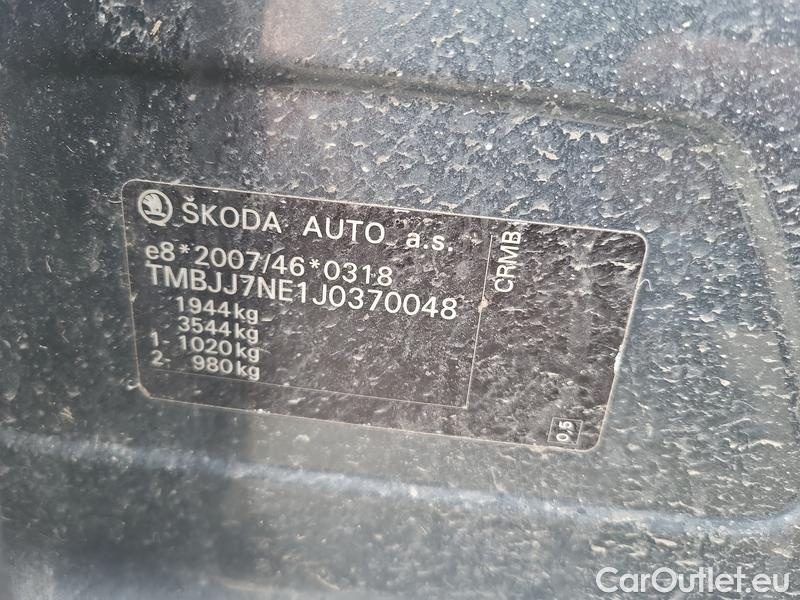 ŠKODA AUTO a.s.
e8*2007/46*0318
TMBJJ7NE1J0370048
1944kg
3544kg
1- 1020kg
2- 980kg
CRMB
0,5
CarOutlet.eu